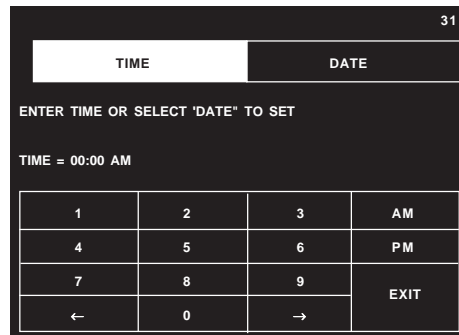 31
TIME DATE
ENTER TIME OR SELECT 'DATE" TO SET
TIME = 00:00 AM
1 2 3 AM
4 5 6 PM
7 8 9
EXIT
← 0 →